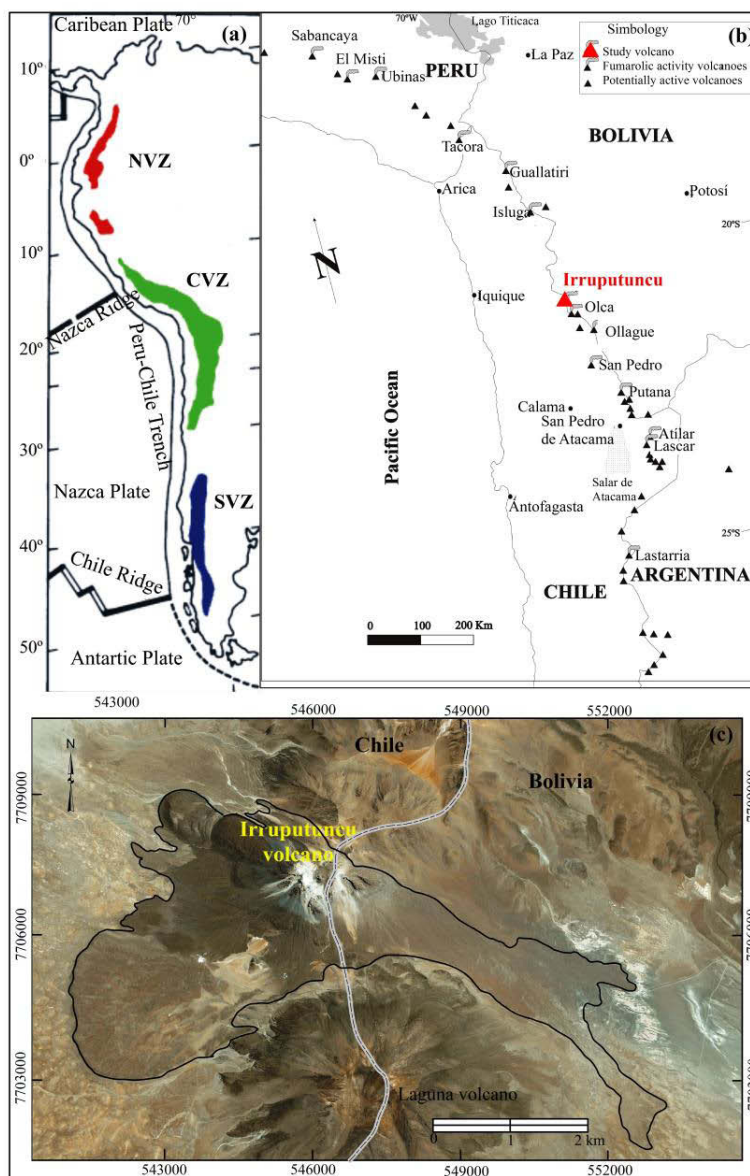 Caribbean Plate
70°
(a)
10°
0°
10°
20°
30°
40°
50°
NVZ
CVZ
Nazca Ridge
Peru-Chile Trench
Nazca Plate
SVZ
Chile Ridge
Antartic Plate
70°W
Lago Titicaca
(b)
Simbology
Study volcano
Fumarolic activity volcanoes
Potentially active volcanoes
Sabancaya
El Misti
Ubinas
PERU
La Paz
BOLIVIA
Tacora
Guallatiri
Arica
Isluga
Potosí
20°S
N
Irruputuncu
Iquique
Olca
Ollague
San Pedro
Putana
Calama
San Pedro
de Atacama
Atilar
Lascar
Salar de
Atacama
Pacific Ocean
Antofagasta
25°S
Lastarria
ARGENTINA
CHILE
0 100 200 Km
543000 546000 549000 552000
(c)
N
Chile
Bolivia
7709000
7709000
Irruputuncu
volcano
7706000
7706000
7703000
7703000
Laguna volcano
0 1 2 km
543000 546000 549000 552000